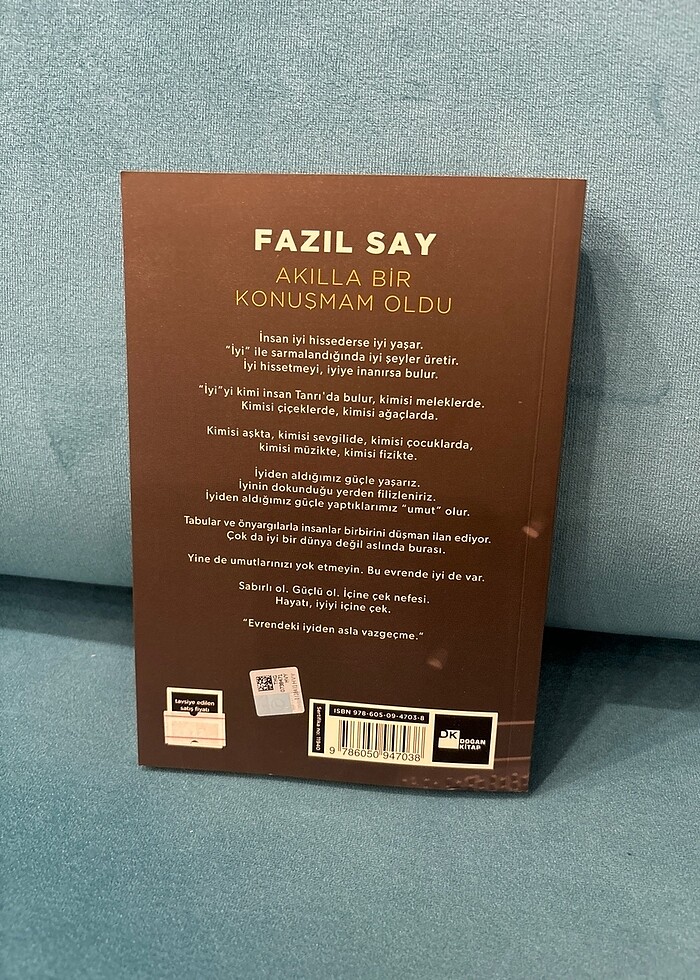 FAZIL SAY
AKILLA BİR
KONUŞMAM OLDU
İnsan iyi hissederse iyi yaşar.
"İyi" ile sarmalandığında iyi şeyler üretir.
İyi hissetmeyi, iyiye inanırsa bulur.
"İyi"yi kimi insan Tanrı'da bulur, kimisi meleklerde.
Kimisi çiçeklerde, kimisi ağaçlarda.
Kimisi aşkta, kimisi sevgilide, kimisi çocuklarda,
kimisi müzikte, kimisi fizikte.
İyiden aldığımız güçle yaşarız.
İyinin dokunduğu yerden filizleniriz.
İyiden aldığımız güçle yaptıklarımız "umut" olur.
Tabular ve önyargılarla insanlar birbirini düşman ilan ediyor.
Çok da iyi bir dünya değil aslında burası.
Yine de umutlarınızı yok etmeyin. Bu evrende iyi de var.
Sabırlı ol. Güçlü ol. İçine çek nefesi.
Hayatı, iyiyi içine çek.
"Evrendeki iyiden asla vazgeçme."
tavsiye edilen
satış fiyatı
Sertifika no: 11940
ISBN 978-605-09-4703-8
9 786050 947038
DK
DOĞAN
KİTAP